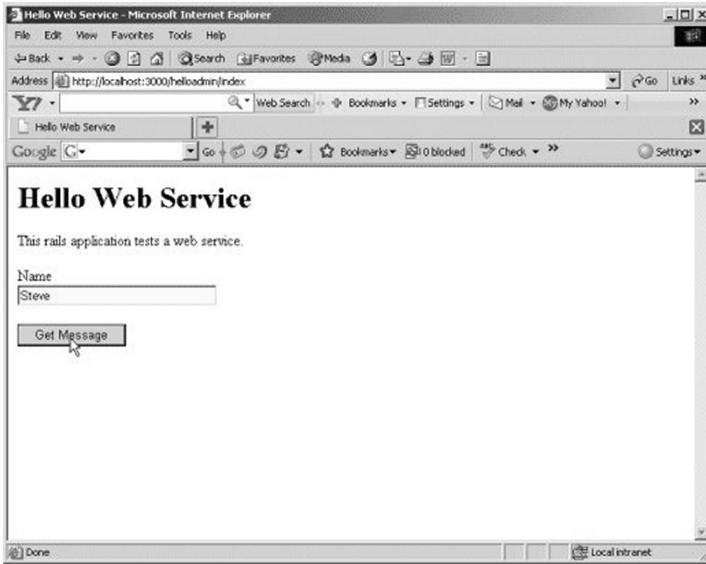 Hello Web Service - Microsoft Internet Explorer
File Edit View Favorites Tools Help
Back Search Favorites Media
Address http://localhost:3000/helloadmin/index Go Links »
Y7 Web Search Bookmarks Settings Mail My Yahoo! »
Hello Web Service
Google G Go Bookmarks 0 blocked ABC Check » Settings
Hello Web Service
This rails application tests a web service.
Name
Steve
Get Message
Done Local intranet